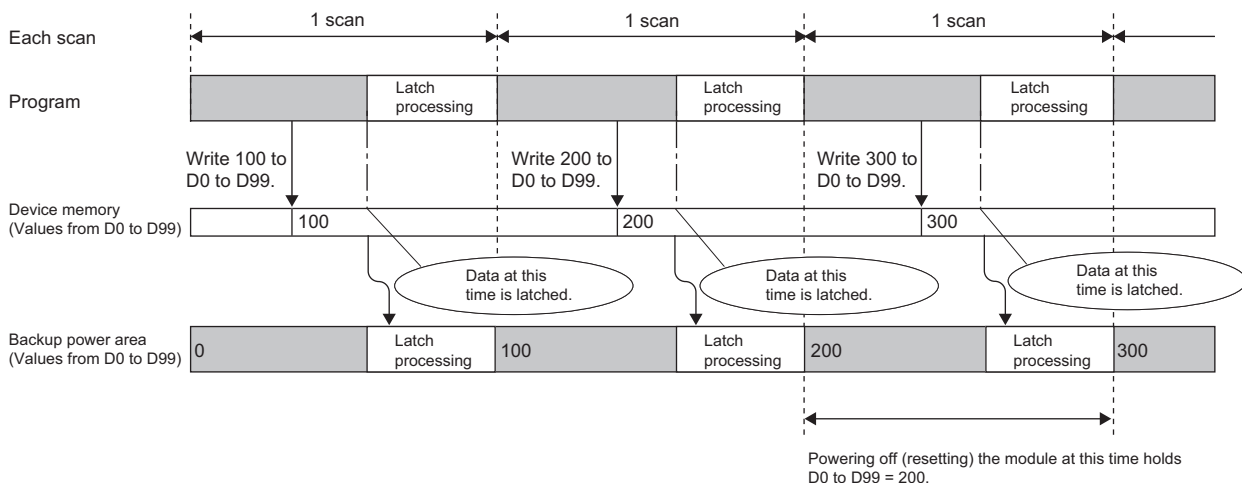 1 scan 1 scan 1 scan
Each scan
Latch Latch Latch
Program processing processing processing
Write 100 to Write 200 to Write 300 to
D0 to D99. D0 to D99. D0 to D99.
Device memory
(Values from D0 to D99) 100 200 300
Data at this Data at this Data at this
time is latched. time is latched. time is latched.
Backup power area Latch Latch Latch
(Values from D0 to D99) 0 processing 100 processing 200 processing 300
Powering off (resetting) the module at this time holds
D0 to D99 = 200.